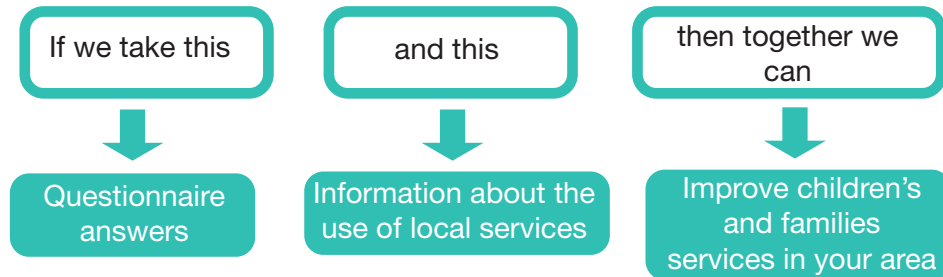 If we take this
and this
then together we
can
Questionnaire
answers
Information about the
use of local services
Improve children’s
and families
services in your area